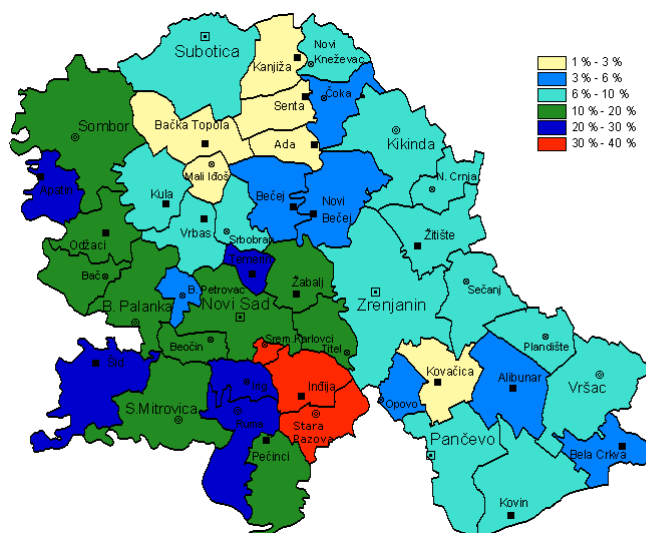 Subotica
Novi
Kneževac
Kanjiža
1 % - 3 %
3 % - 6 %
6 % - 10 %
10 % - 20 %
20 % - 30 %
30 % - 40 %
Senta
Čoka
Sombor
Bačka Topola
Ada
Kikinda
Mali Iđoš
Apatin
Kula
Bečej
Novi
Bečej
N. Crnja
Vrbas
Srbobran
Žitište
Odžaci
Temerin
Bač
B. Petrovac
Žabalj
Sečanj
B. Palanka
Novi Sad
Zrenjanin
Beočin
Srem.Karlovci
Titel
Plandište
Šid
Irig
Inđija
Kovačica
Alibunar
Vršac
S.Mitrovica
Ruma
Stara
Pazova
Opovo
Pećinci
Pančevo
Bela Crkva
Kovin